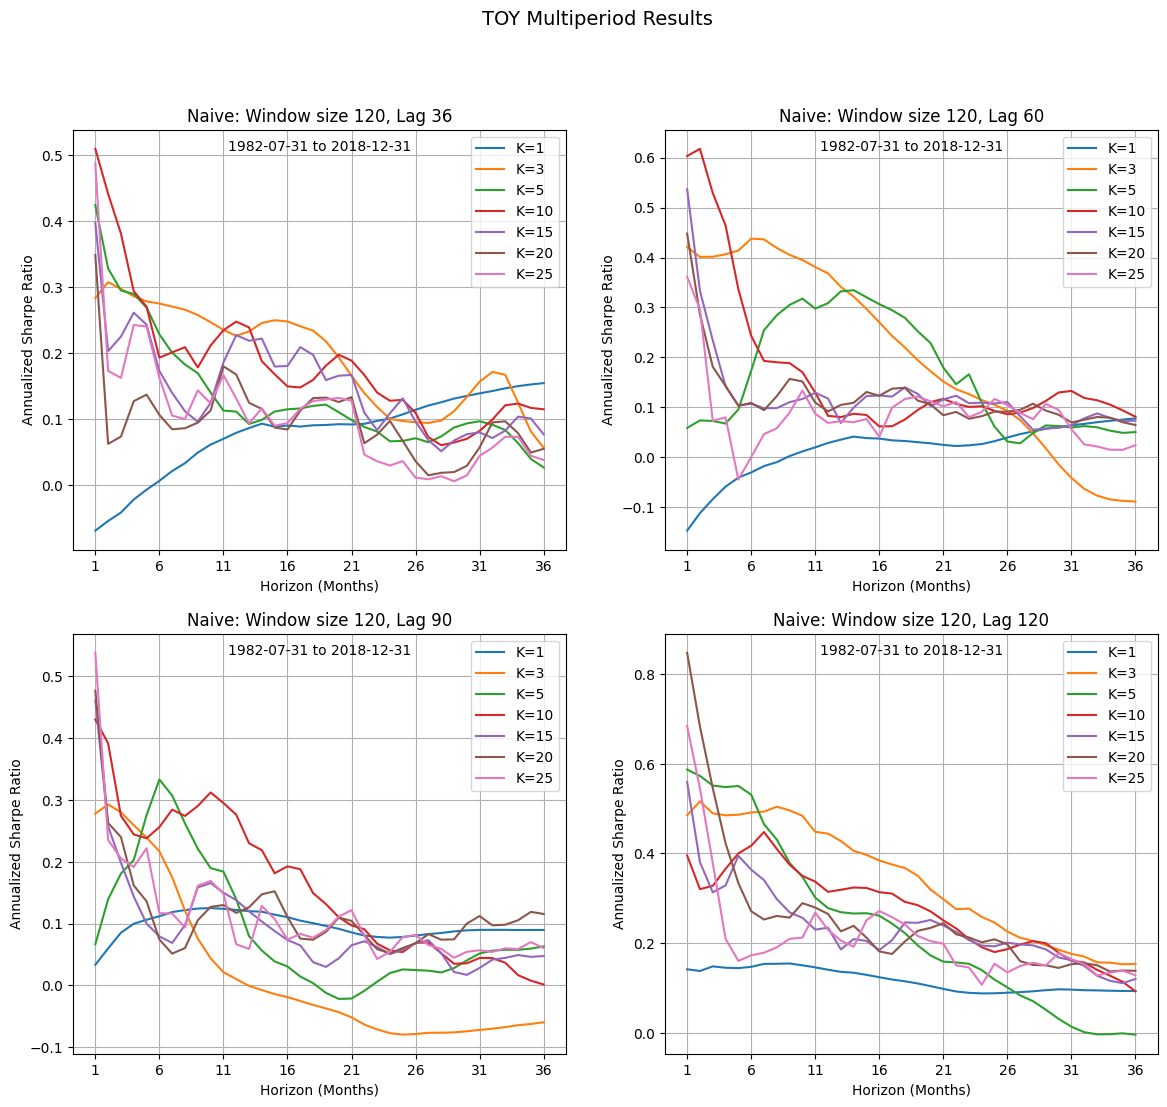 TOY Multiperiod Results
Naive: Window size 120, Lag 36
1982-07-31 to 2018-12-31
K=1
K=3
K=5
K=10
K=15
K=20
K=25
Annualized Sharpe Ratio
0.5
0.4
0.3
0.2
0.1
0.0
1 6 11 16 21 26 31 36
Horizon (Months)
Naive: Window size 120, Lag 60
1982-07-31 to 2018-12-31
K=1
K=3
K=5
K=10
K=15
K=20
K=25
Annualized Sharpe Ratio
0.6
0.5
0.4
0.3
0.2
0.1
0.0
−0.1
1 6 11 16 21 26 31 36
Horizon (Months)
Naive: Window size 120, Lag 90
1982-07-31 to 2018-12-31
K=1
K=3
K=5
K=10
K=15
K=20
K=25
Annualized Sharpe Ratio
0.5
0.4
0.3
0.2
0.1
0.0
−0.1
1 6 11 16 21 26 31 36
Horizon (Months)
Naive: Window size 120, Lag 120
1982-07-31 to 2018-12-31
K=1
K=3
K=5
K=10
K=15
K=20
K=25
Annualized Sharpe Ratio
0.8
0.6
0.4
0.2
0.0
1 6 11 16 21 26 31 36
Horizon (Months)